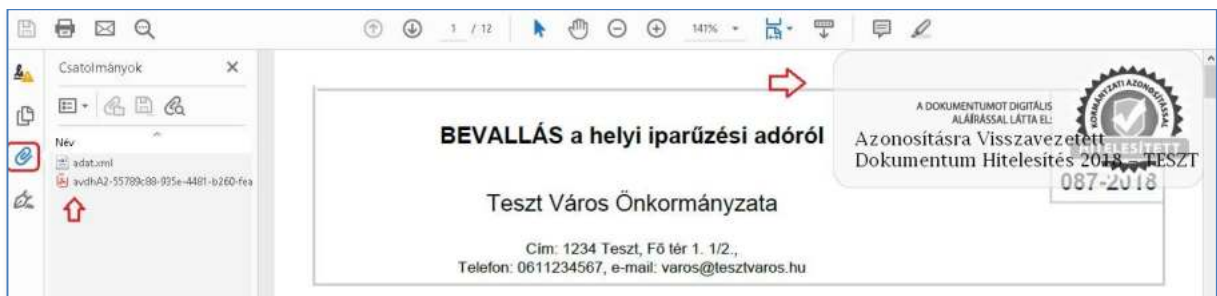 1 / 12
141%
Csatolmányok
Név
adat.xml
avdhA2-55789c88-935e-4481-b260-fea
BEVALLÁS a helyi iparűzési adóról
Teszt Város Önkormányzata
Cím: 1234 Teszt, Fő tér 1. 1/2.,
Telefon: 0611234567, e-mail: varos@tesztvaros.hu
A DOKUMENTUMOT DIGITÁLIS
ALÁÍRÁSSAL LÁTTA EL:
Azonosításra Visszavezetett
Dokumentum Hitelesítés 2018 – TESZT
KORMÁNYZATI AZONOSÍTÁSSAL
HITELESÍTETT
087-2018